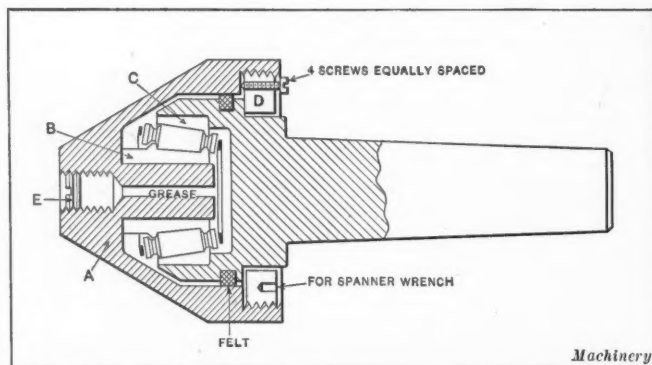 C
4 SCREWS EQUALLY SPACED
D
B
GREASE
E
A
FOR SPANNER WRENCH
FELT
Machinery